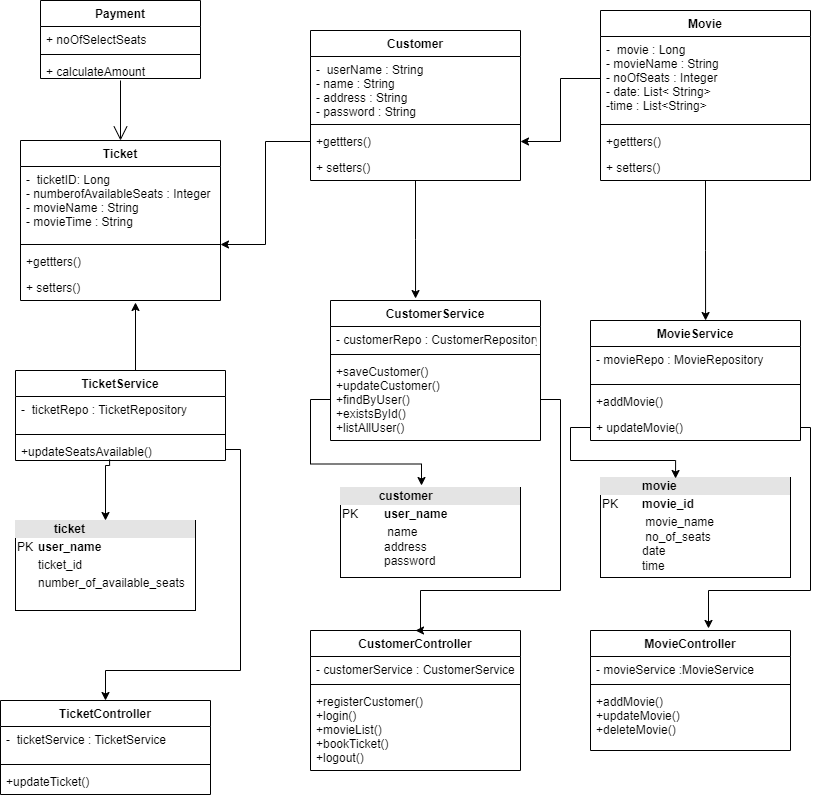 Payment
+ noOfSelectSeats
+ calculateAmount
Customer
-  userName : String
- name : String
- address : String
- password : String
+gettters()
+ setters()
Movie
-  movie : Long
- movieName : String
- noOfSeats : Integer
- date: List< String>
-time : List<String>
+gettters()
+ setters()
Ticket
-  ticketID: Long
- numberofAvailableSeats : Integer
- movieName : String
- movieTime : String
+gettters()
+ setters()
CustomerService
- customerRepo : CustomerRepository
+saveCustomer()
+updateCustomer()
+findByUser()
+existsById()
+listAllUser()
MovieService
- movieRepo : MovieRepository
+addMovie()
+ updateMovie()
TicketService
-  ticketRepo : TicketRepository
+updateSeatsAvailable()
customer
PK user_name
name
address
password
movie
PK movie_id
movie_name
no_of_seats
date
time
ticket
PK user_name
ticket_id
number_of_available_seats
CustomerController
- customerService : CustomerService
+registerCustomer()
+login()
+movieList()
+bookTicket()
+logout()
MovieController
- movieService :MovieService
+addMovie()
+updateMovie()
+deleteMovie()
TicketController
-  ticketService : TicketService
+updateTicket()